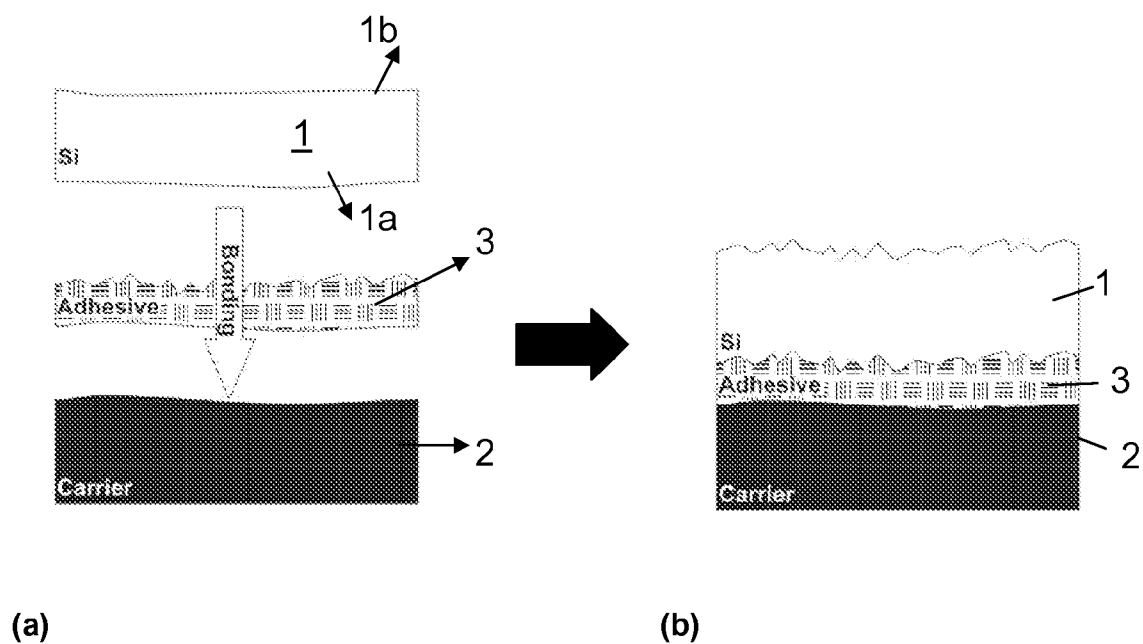 1b
1
Si
1a
Bonding
3
Adhesive
2
Carrier
(a)
1
Si
Adhesive
3
2
Carrier
(b)